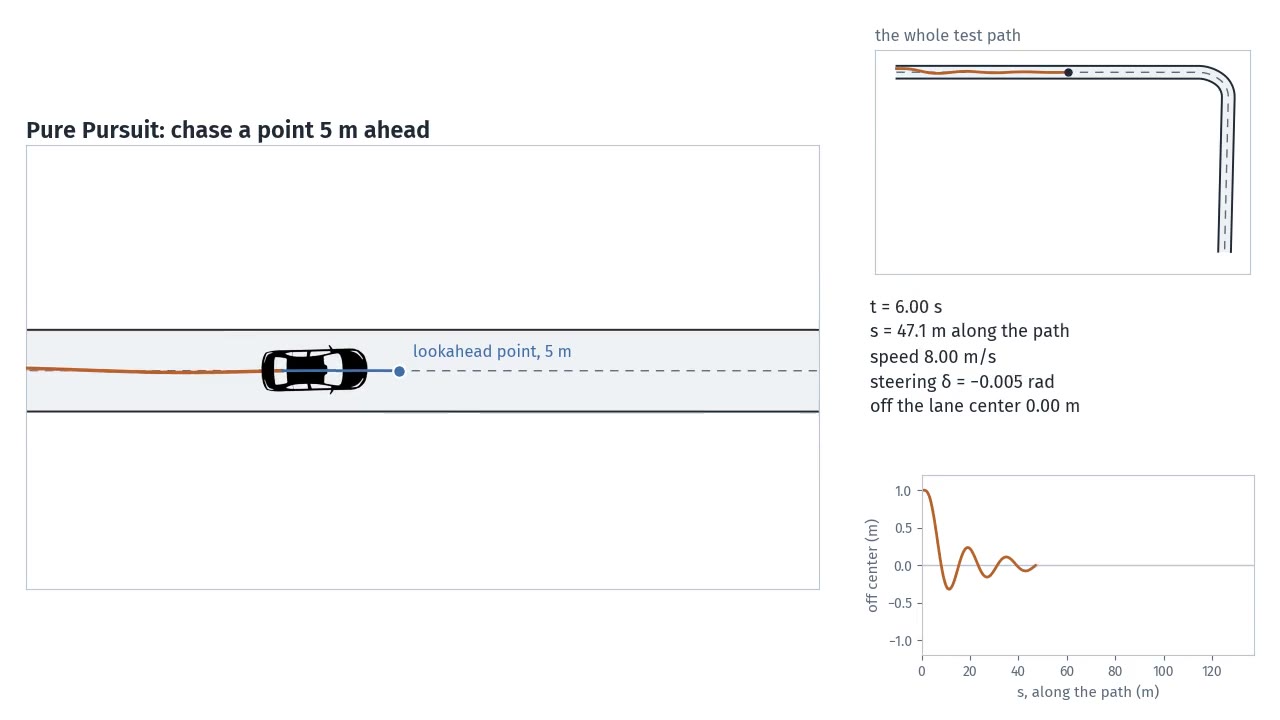 the whole test path
Pure Pursuit: chase a point 5 m ahead
lookahead point, 5 m
t = 6.00 s
s = 47.1 m along the path
speed 8.00 m/s
steering δ = −0.005 rad
off the lane center 0.00 m
off center (m)
1.0
0.5
0.0
−0.5
−1.0
0 20 40 60 80 100 120
s, along the path (m)